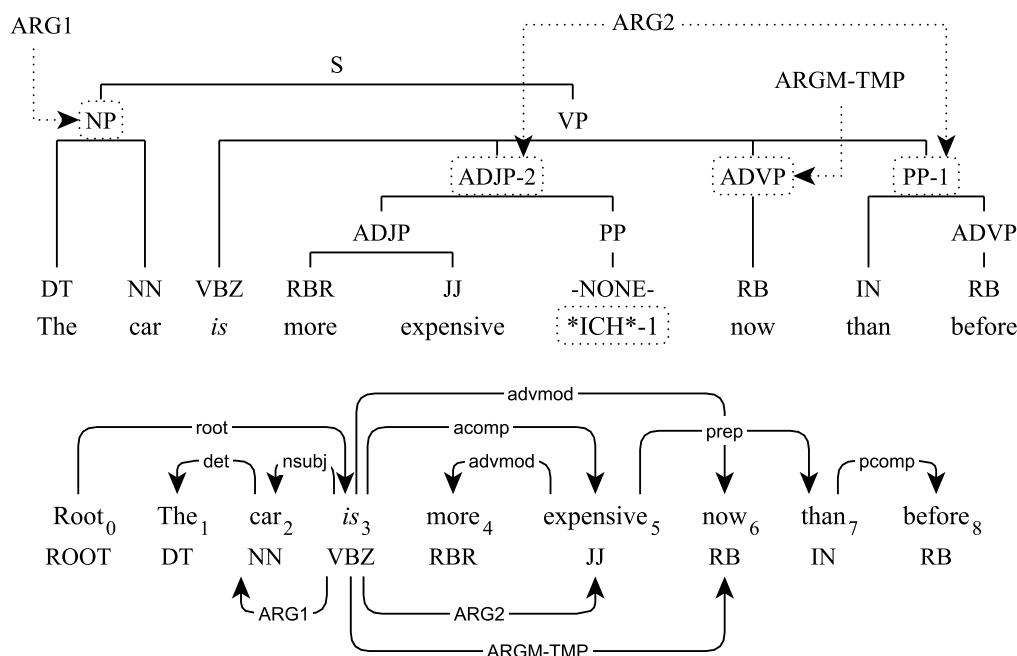 ARG1 ARG2
S ARGM-TMP
NP VP
ADJP-2 ADVP PP-1
ADJP PP ADVP
DT NN VBZ RBR JJ -NONE- RB IN RB
The car is more expensive *ICH*-1 now than before
advmod
root acomp prep
det nsubj advmod pcomp
Root0 The1 car2 is3 more4 expensive5 now6 than7 before8
ROOT DT NN VBZ RBR JJ RB IN RB
ARG1 ARG2
ARGM-TMP